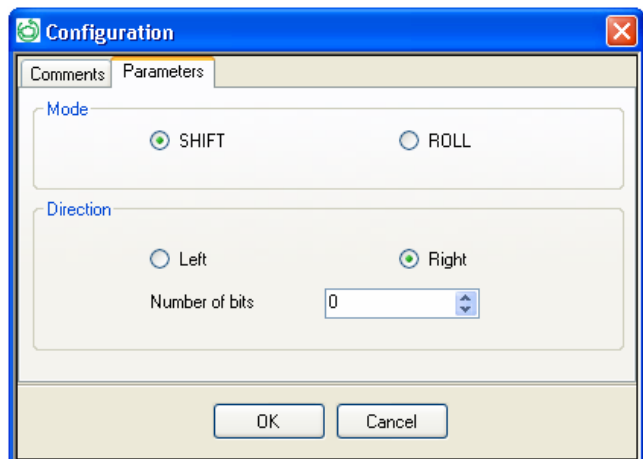 Configuration
Comments Parameters
Mode
SHIFT ROLL
Direction
Left Right
Number of bits 0
OK Cancel